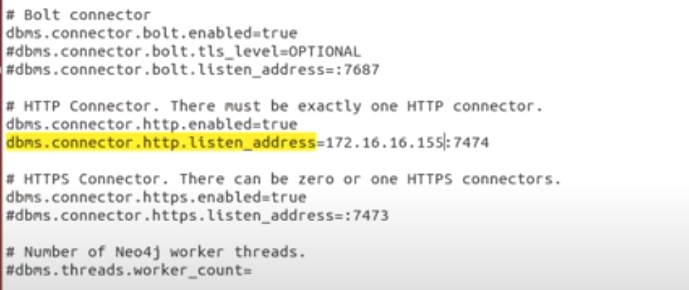 # Bolt connector
dbms.connector.bolt.enabled=true
#dbms.connector.bolt.tls_level=OPTIONAL
#dbms.connector.bolt.listen_address=:7687
# HTTP Connector. There must be exactly one HTTP connector.
dbms.connector.http.enabled=true
dbms.connector.http.listen_address=172.16.16.155:7474
# HTTPS Connector. There can be zero or one HTTPS connectors.
dbms.connector.https.enabled=true
#dbms.connector.https.listen_address=:7473
# Number of Neo4j worker threads.
#dbms.threads.worker_count=